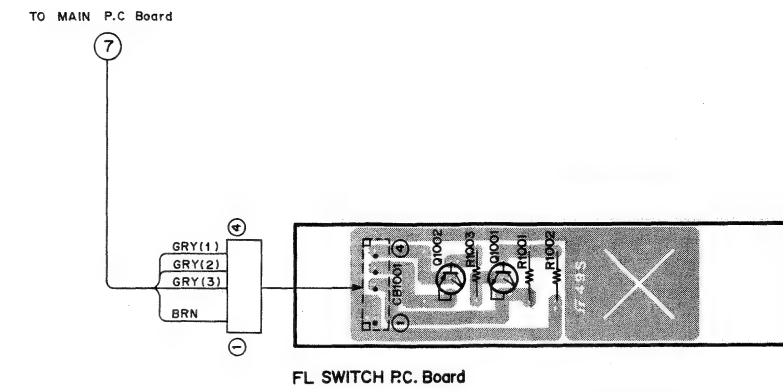 TO MAIN P.C Board
7
GRY(1)
GRY(2)
GRY(3)
BRN
4
1
4
1
CB1001
Q1002
R1003
Q1001
R1001
R1002
FL SWITCH P.C. Board